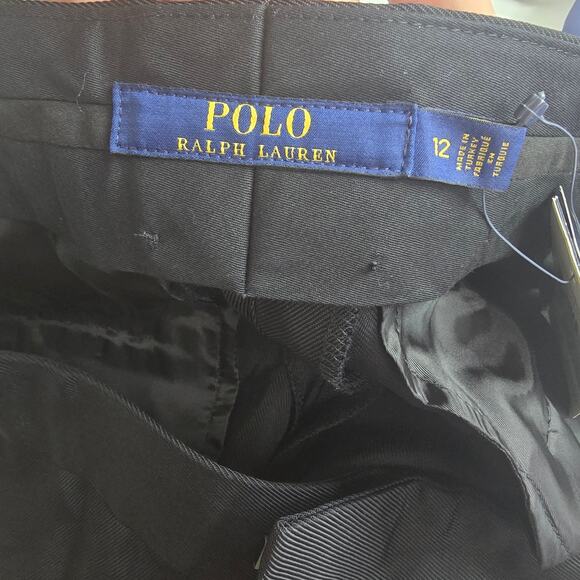 POLO
RALPH LAUREN
12
MADE IN
TURKEY
FABRIQUÉ
EN
TURQUIE